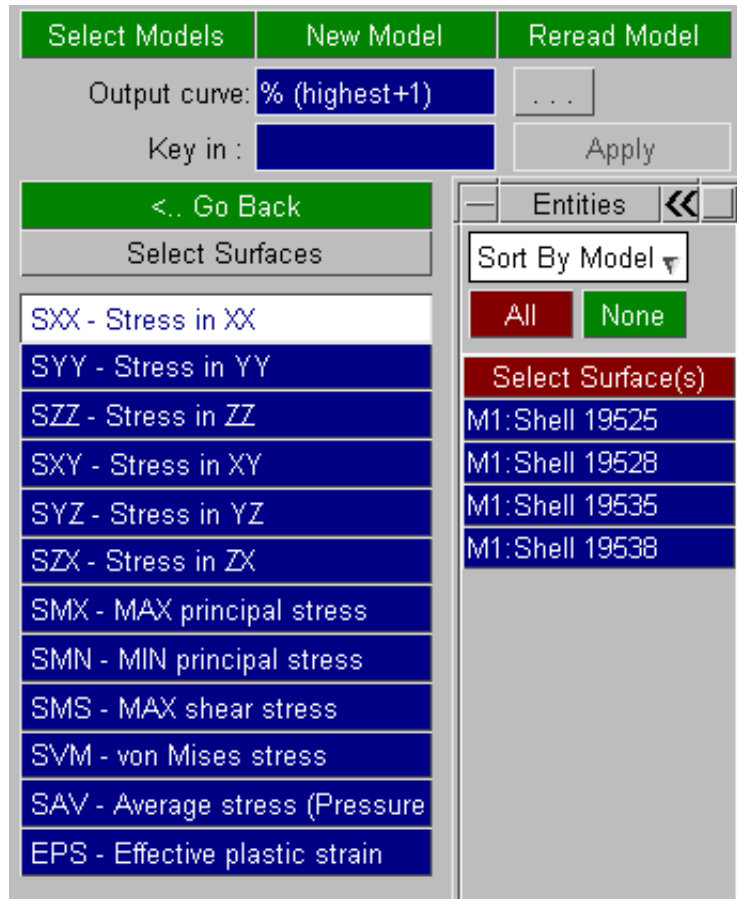 Select Models New Model Reread Model
Output curve: % (highest+1) ...
Key in : Apply
<.. Go Back
Select Surfaces
SXX - Stress in XX
SYY - Stress in YY
SZZ - Stress in ZZ
SXY - Stress in XY
SYZ - Stress in YZ
SZX - Stress in ZX
SMX - MAX principal stress
SMN - MIN principal stress
SMS - MAX shear stress
SVM - von Mises stress
SAV - Average stress (Pressure
EPS - Effective plastic strain
Entities
Sort By Model
All None
Select Surface(s)
M1:Shell 19525
M1:Shell 19528
M1:Shell 19535
M1:Shell 19538